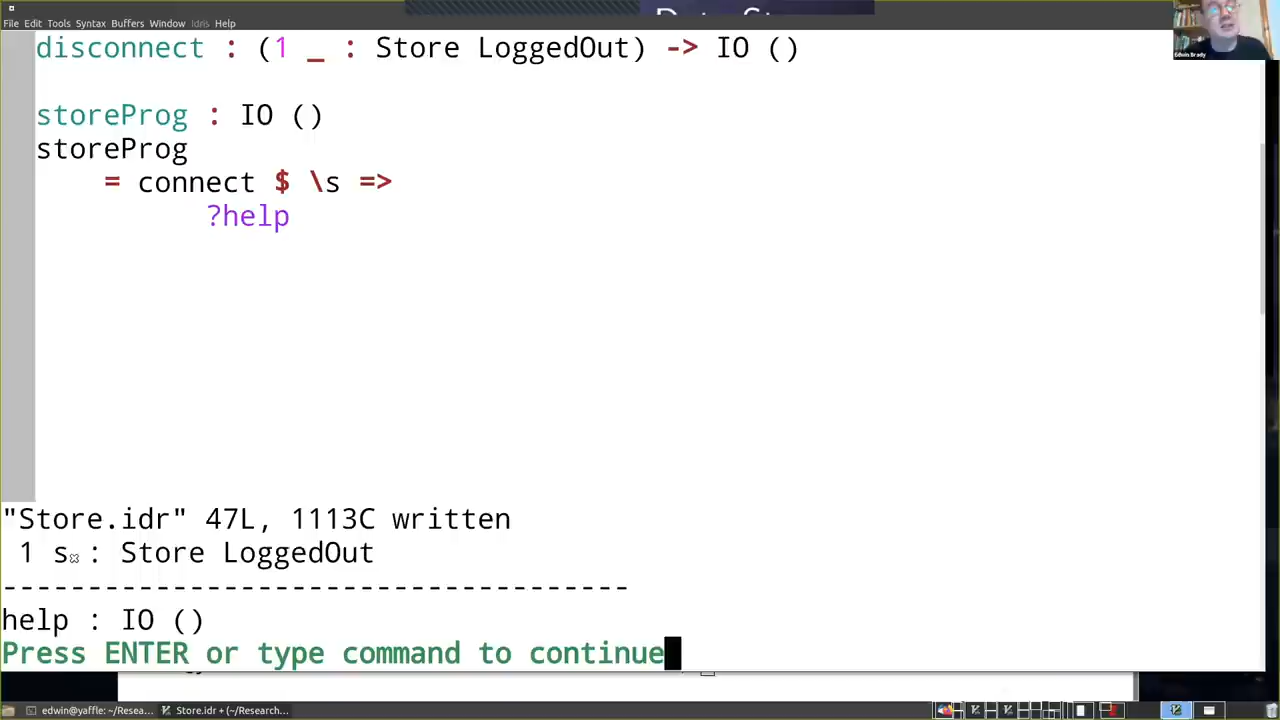 File Edit Tools Syntax Buffers Window Idris Help
Edwin Brady
disconnect : (1 _ : Store LoggedOut) -> IO ()
storeProg : IO ()
storeProg
= connect $ \s =>
?help
"Store.idr" 47L, 1113C written
1 s : Store LoggedOut
-------------------------------------
help : IO ()
Press ENTER or type command to continue
edwin@yaffle: ~/Resea...
Store.idr + (~/Research...